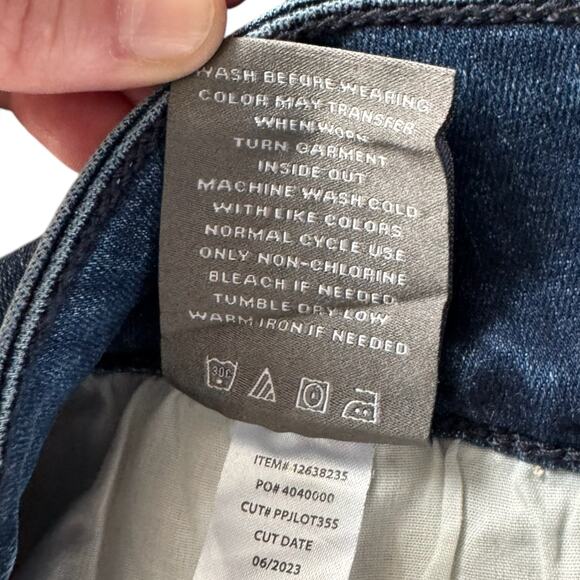 WASH BEFORE WEARING
COLOR MAY TRANSFER
WHEN WORN
TURN GARMENT
INSIDE OUT
MACHINE WASH COLD
WITH LIKE COLORS
NORMAL CYCLE USE
ONLY NON-CHLORINE
BLEACH IF NEEDED
TUMBLE DRY LOW
WARM IRON IF NEEDED
30C
ITEM# 12638235
PO# 4040000
CUT# PPJLOT355
CUT DATE
06/2023